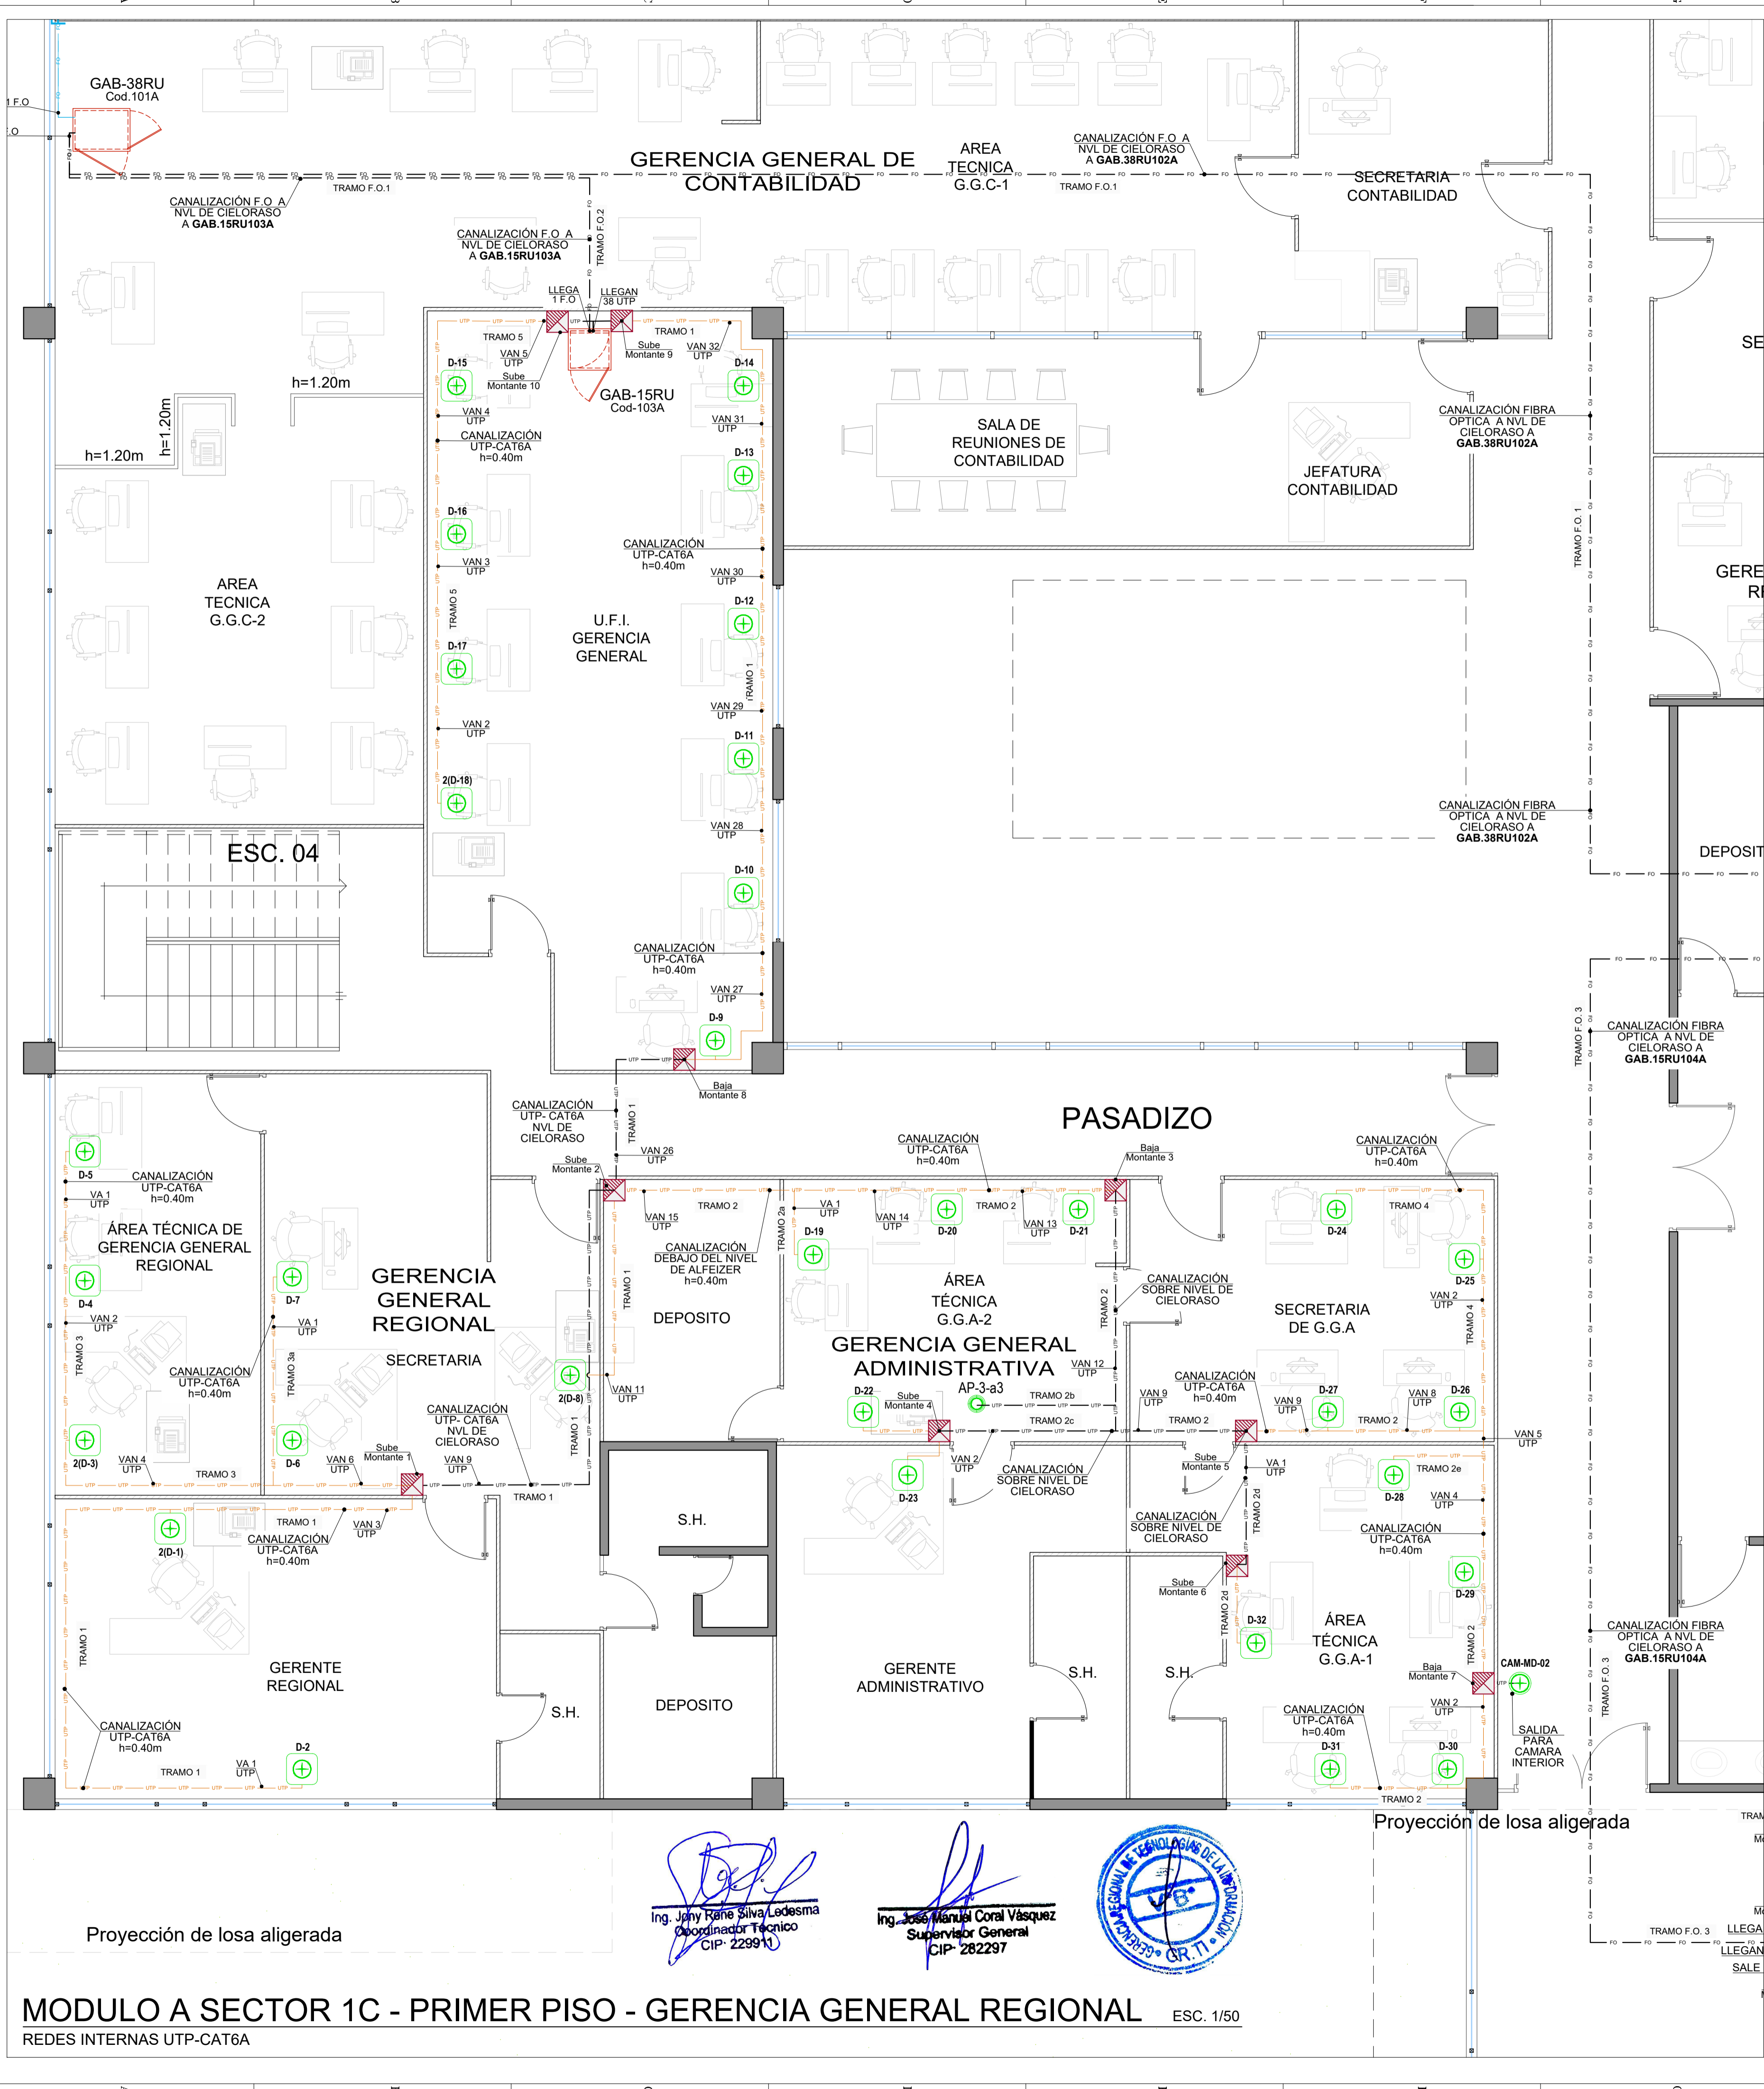 GAB-38RU
Cod.101A
1 F.O
.O
CANALIZACIÓN F.O A
NVL DE CIELORASO
A GAB.15RU103A
TRAMO F.O.1
GERENCIA GENERAL DE
CONTABILIDAD
AREA
TECNICA
G.G.C-1
CANALIZACIÓN F.O A
NVL DE CIELORASO
A GAB.38RU102A
TRAMO F.O.1
SECRETARIA
CONTABILIDAD
CANALIZACIÓN F.O A
NVL DE CIELORASO
A GAB.15RU103A
TRAMO F.O.2
LLEGA
1 F.O
LLEGAN
38 UTP
TRAMO 5
VAN 5
UTP
Sube
Montante 10
Sube
Montante 9
TRAMO 1
VAN 32
UTP
D-15
D-14
GAB-15RU
Cod-103A
h=1.20m
h=1.20m
h=1.20m
VAN 4
UTP
CANALIZACIÓN
UTP-CAT6A
h=0.40m
VAN 31
UTP
D-13
SALA DE
REUNIONES DE
CONTABILIDAD
JEFATURA
CONTABILIDAD
CANALIZACIÓN FIBRA
OPTICA A NVL DE
CIELORASO A
GAB.38RU102A
SE
D-16
VAN 3
UTP
CANALIZACIÓN
UTP-CAT6A
h=0.40m
VAN 30
UTP
TRAMO F.O. 1
AREA
TECNICA
G.G.C-2
TRAMO 5
U.F.I.
GERENCIA
GENERAL
D-12
GERE
D-17
TRAMO 1
VAN 2
UTP
VAN 29
UTP
D-11
2(D-18)
VAN 28
UTP
CANALIZACIÓN FIBRA
OPTICA A NVL DE
CIELORASO A
GAB.38RU102A
DEPOSIT
ESC. 04
D-10
CANALIZACIÓN
UTP-CAT6A
h=0.40m
VAN 27
UTP
D-9
TRAMO F.O. 3
CANALIZACIÓN FIBRA
OPTICA A NVL DE
CIELORASO A
GAB.15RU104A
Baja
Montante 8
CANALIZACIÓN
UTP- CAT6A
NVL DE
CIELORASO
TRAMO 1
PASADIZO
VAN 26
UTP
Sube
Montante 2
CANALIZACIÓN
UTP-CAT6A
h=0.40m
Baja
Montante 3
CANALIZACIÓN
UTP-CAT6A
h=0.40m
D-5
CANALIZACIÓN
UTP-CAT6A
h=0.40m
VA 1
UTP
VAN 15
UTP
TRAMO 2
TRAMO 2a
VA 1
UTP
VAN 14
UTP
TRAMO 2
VAN 13
UTP
TRAMO 4
D-19
D-20
D-21
D-24
ÁREA TÉCNICA DE
GERENCIA GENERAL
REGIONAL
CANALIZACIÓN
DEBAJO DEL NIVEL
DE ALFEIZER
h=0.40m
D-25
D-4
D-7
GERENCIA
GENERAL
REGIONAL
TRAMO 1
DEPOSITO
ÁREA
TÉCNICA
G.G.A-2
TRAMO 2
CANALIZACIÓN
SOBRE NIVEL DE
CIELORASO
SECRETARIA
DE G.G.A
VAN 2
UTP
TRAMO 4
VAN 2
UTP
TRAMO 3
VA 1
UTP
GERENCIA GENERAL
ADMINISTRATIVA
CANALIZACIÓN
UTP-CAT6A
h=0.40m
TRAMO 3a
SECRETARIA
VAN 11
UTP
2(D-8)
VAN 12
UTP
D-22
Sube
Montante 4
AP-3-a3
TRAMO 2b
TRAMO 2c
VAN 9
UTP
CANALIZACIÓN
UTP-CAT6A
h=0.40m
VAN 9
UTP
D-27
VAN 8
UTP
D-26
TRAMO 2
TRAMO 2
VAN 5
UTP
CANALIZACIÓN
UTP- CAT6A
NVL DE
CIELORASO
TRAMO 1
2(D-3)
VAN 4
UTP
TRAMO 3
D-6
VAN 6
UTP
Sube
Montante 1
VAN 9
UTP
TRAMO 1
VAN 2
UTP
CANALIZACIÓN
SOBRE NIVEL DE
CIELORASO
D-23
Sube
Montante 5
VA 1
UTP
TRAMO 2e
D-28
VAN 4
UTP
2(D-1)
TRAMO 1
VAN 3
UTP
CANALIZACIÓN
UTP-CAT6A
h=0.40m
S.H.
CANALIZACIÓN
SOBRE NIVEL DE
CIELORASO
TRAMO 2d
CANALIZACIÓN
UTP-CAT6A
h=0.40m
D-29
Sube
Montante 6
TRAMO 2d
D-32
ÁREA
TÉCNICA
G.G.A-1
TRAMO 2
TRAMO 1
GERENTE
REGIONAL
GERENTE
ADMINISTRATIVO
S.H.
S.H.
Baja
Montante 7
CAM-MD-02
CANALIZACIÓN FIBRA
OPTICA A NVL DE
CIELORASO A
GAB.15RU104A
TRAMO F.O. 3
S.H.
DEPOSITO
CANALIZACIÓN
UTP-CAT6A
h=0.40m
VAN 2
UTP
CANALIZACIÓN
UTP-CAT6A
h=0.40m
D-31
D-30
SALIDA
PARA
CAMARA
INTERIOR
D-2
VA 1
UTP
TRAMO 1
TRAMO 2
Proyección de losa aligerada
Proyección de losa aligerada
Ing. Jony Rene Silva Ledesma
Coordinador Técnico
CIP: 229911
Ing. José Manuel Coral Vásquez
Supervisor General
CIP: 282297
GERENCIA REGIONAL DE TECNOLOGÍAS DE LA INFORMACIÓN
V°B°
GR.TI
TRAMO F.O. 3
LLEGA
LLEGAN
SALE
MODULO A SECTOR 1C - PRIMER PISO - GERENCIA GENERAL REGIONAL
ESC. 1/50
REDES INTERNAS UTP-CAT6A